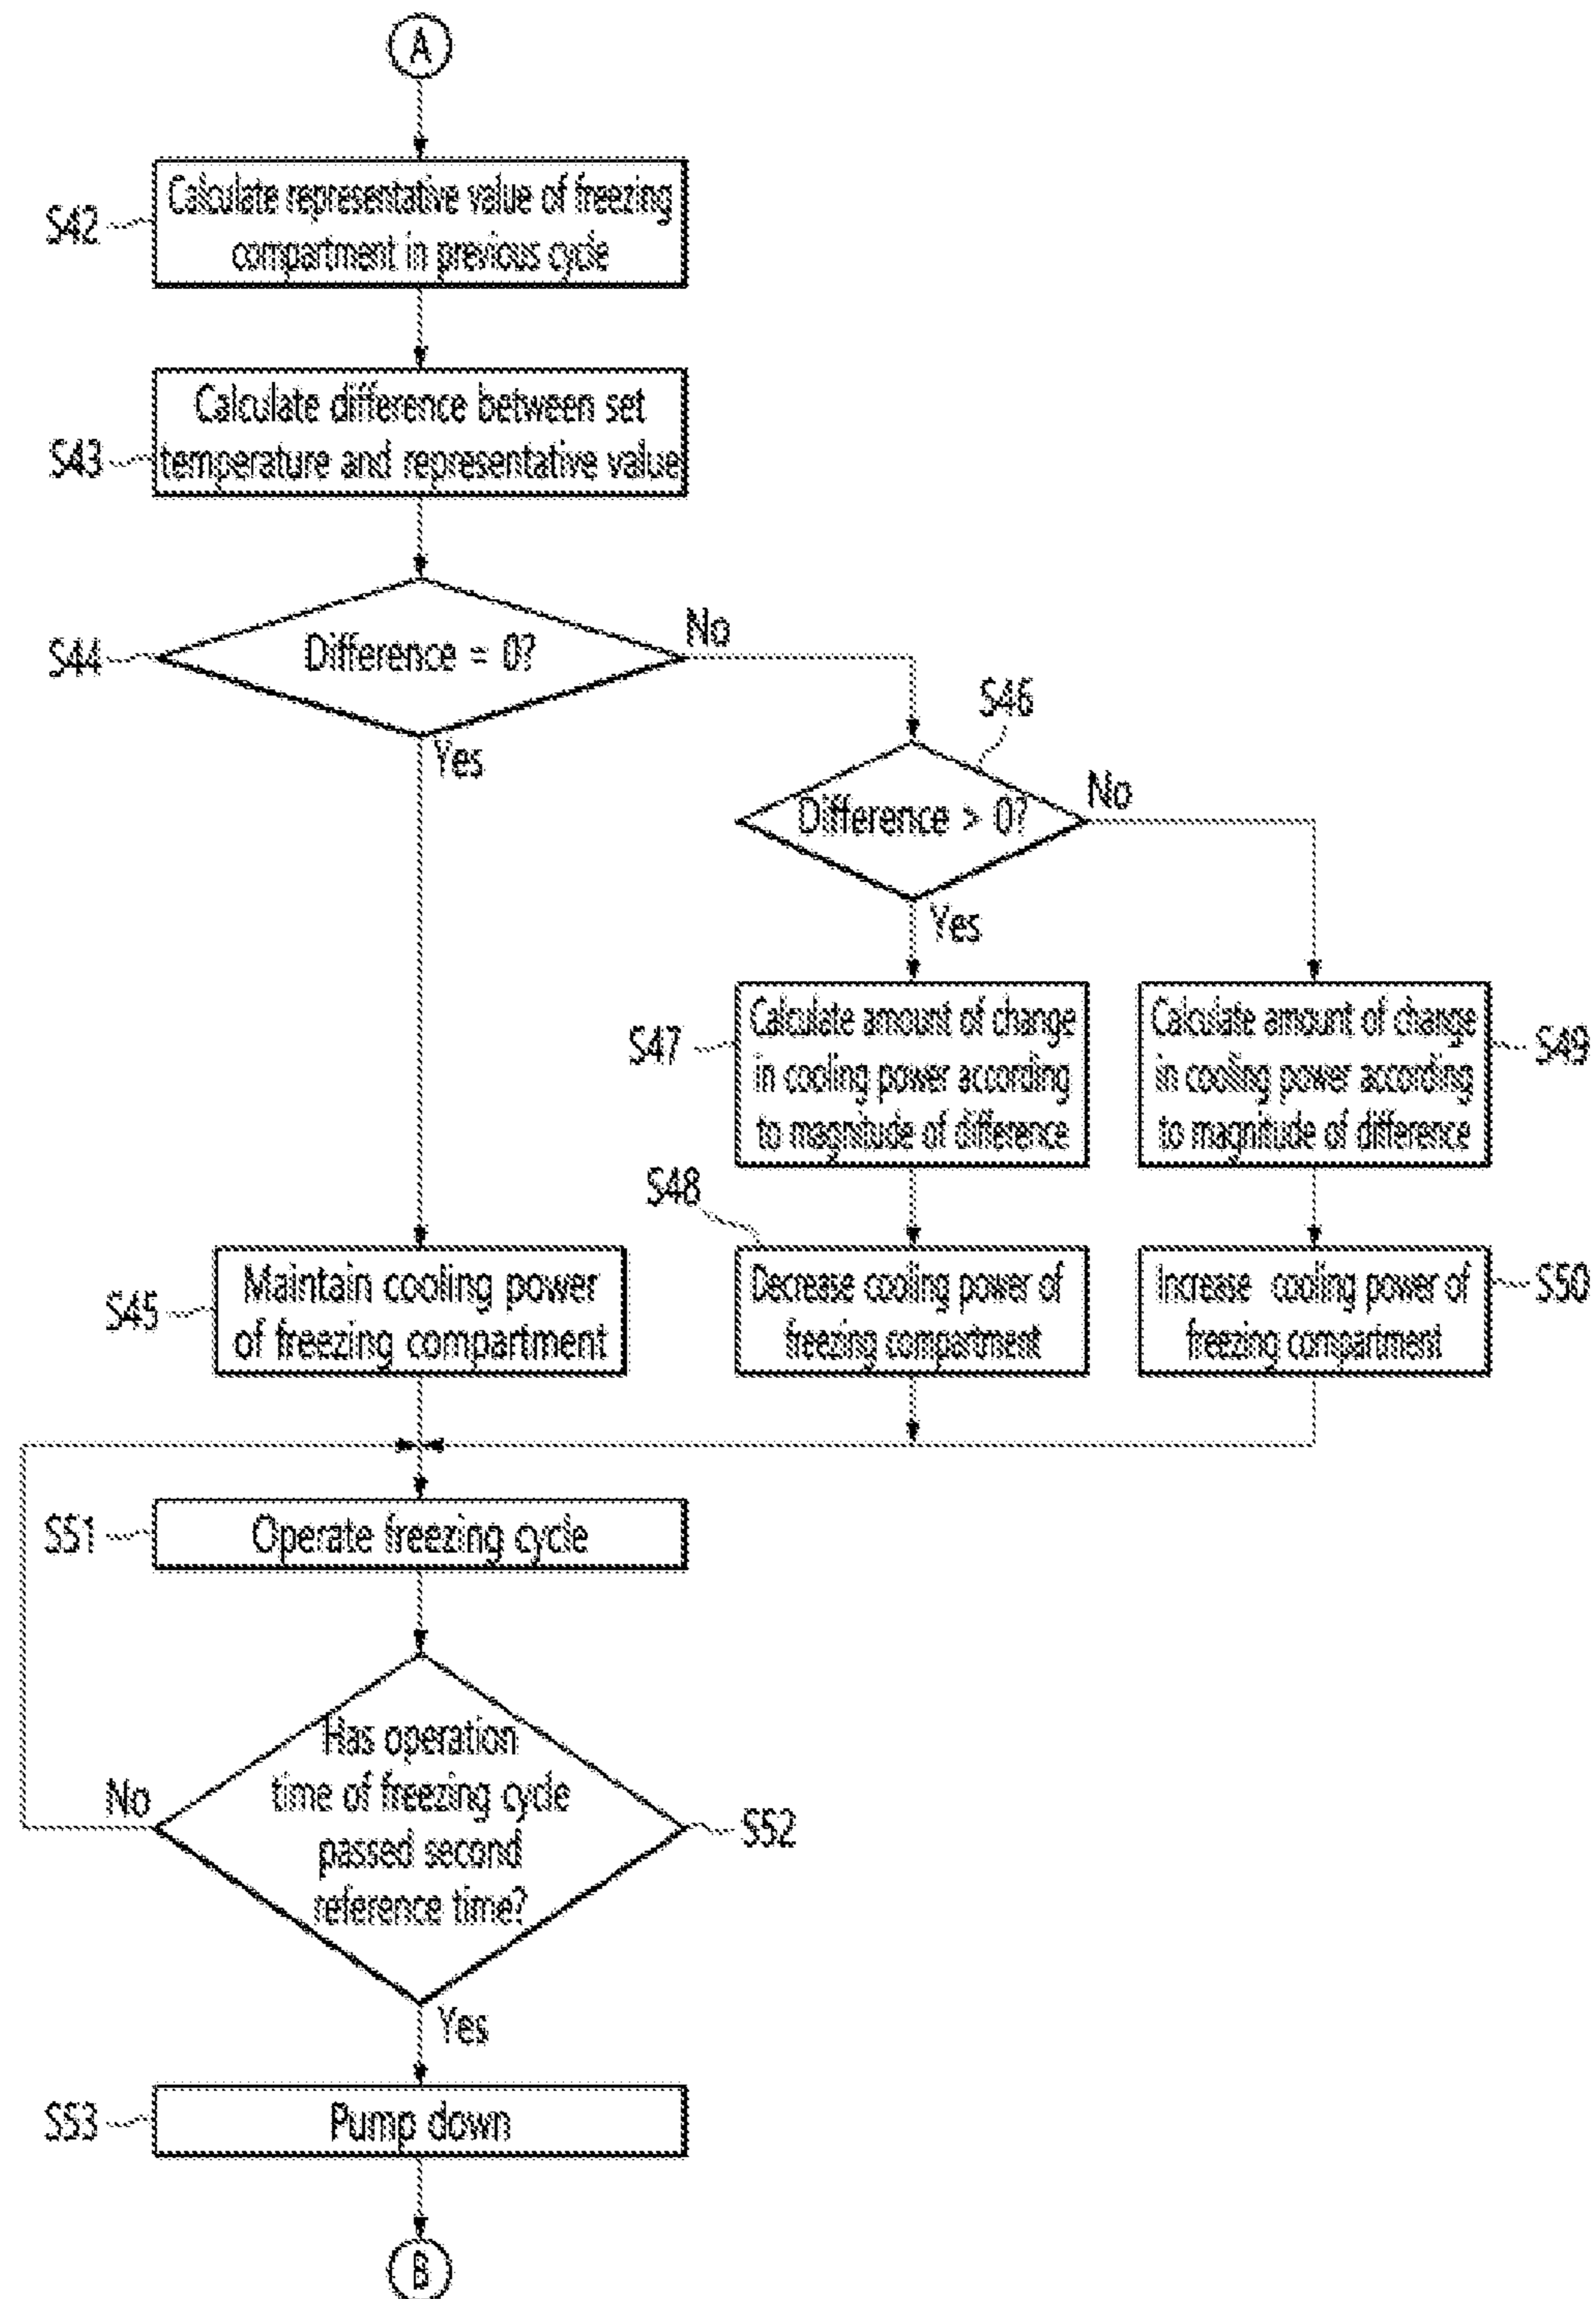 A
S42
Calculate representative value of freezing
compartment in previous cycle
S43
Calculate difference between set
temperature and representative value
S44
Difference = 0?
No
Yes
S46
Difference > 0?
No
Yes
S47
Calculate amount of change
in cooling power according
to magnitude of difference
Calculate amount of change
in cooling power according
to magnitude of difference
S49
S45
Maintain cooling power
of freezing compartment
S48
Decrease cooling power of
freezing compartment
Increase cooling power of
freezing compartment
S50
S51
Operate freezing cycle
Has operation
time of freezing cycle
passed second
reference time?
No
S52
Yes
S53
Pump down
B